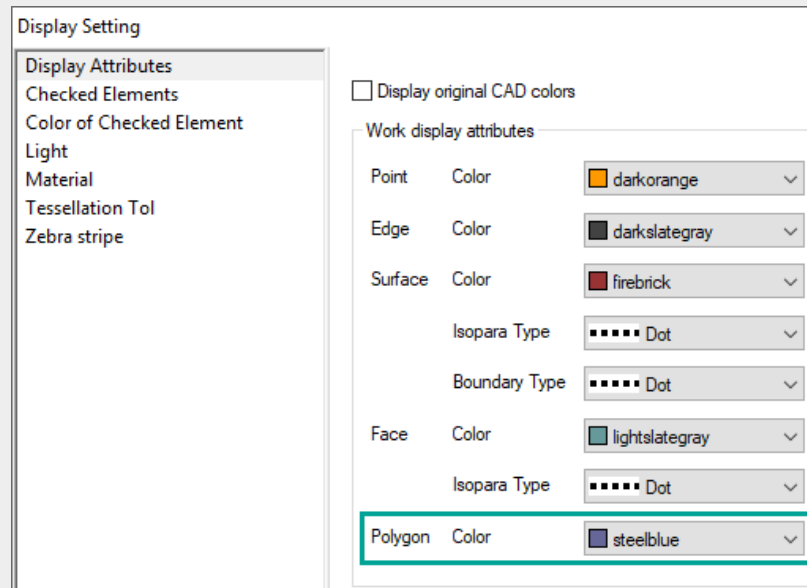 Display Setting
Display Attributes
Checked Elements
Color of Checked Element
Light
Material
Tessellation Tol
Zebra stripe
Display original CAD colors
Work display attributes
Point Color darkorange
Edge Color darkslategray
Surface Color firebrick
Isopara Type Dot
Boundary Type Dot
Face Color lightslategray
Isopara Type Dot
Polygon Color steelblue